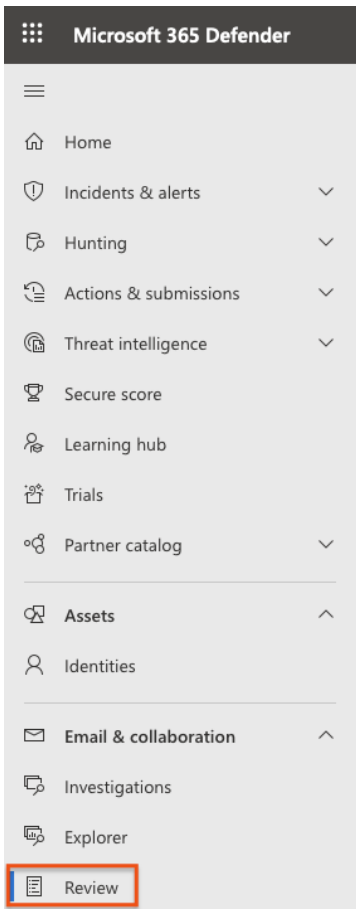 Microsoft 365 Defender
Home
Incidents & alerts
Hunting
Actions & submissions
Threat intelligence
Secure score
Learning hub
Trials
Partner catalog
Assets
Identities
Email & collaboration
Investigations
Explorer
Review